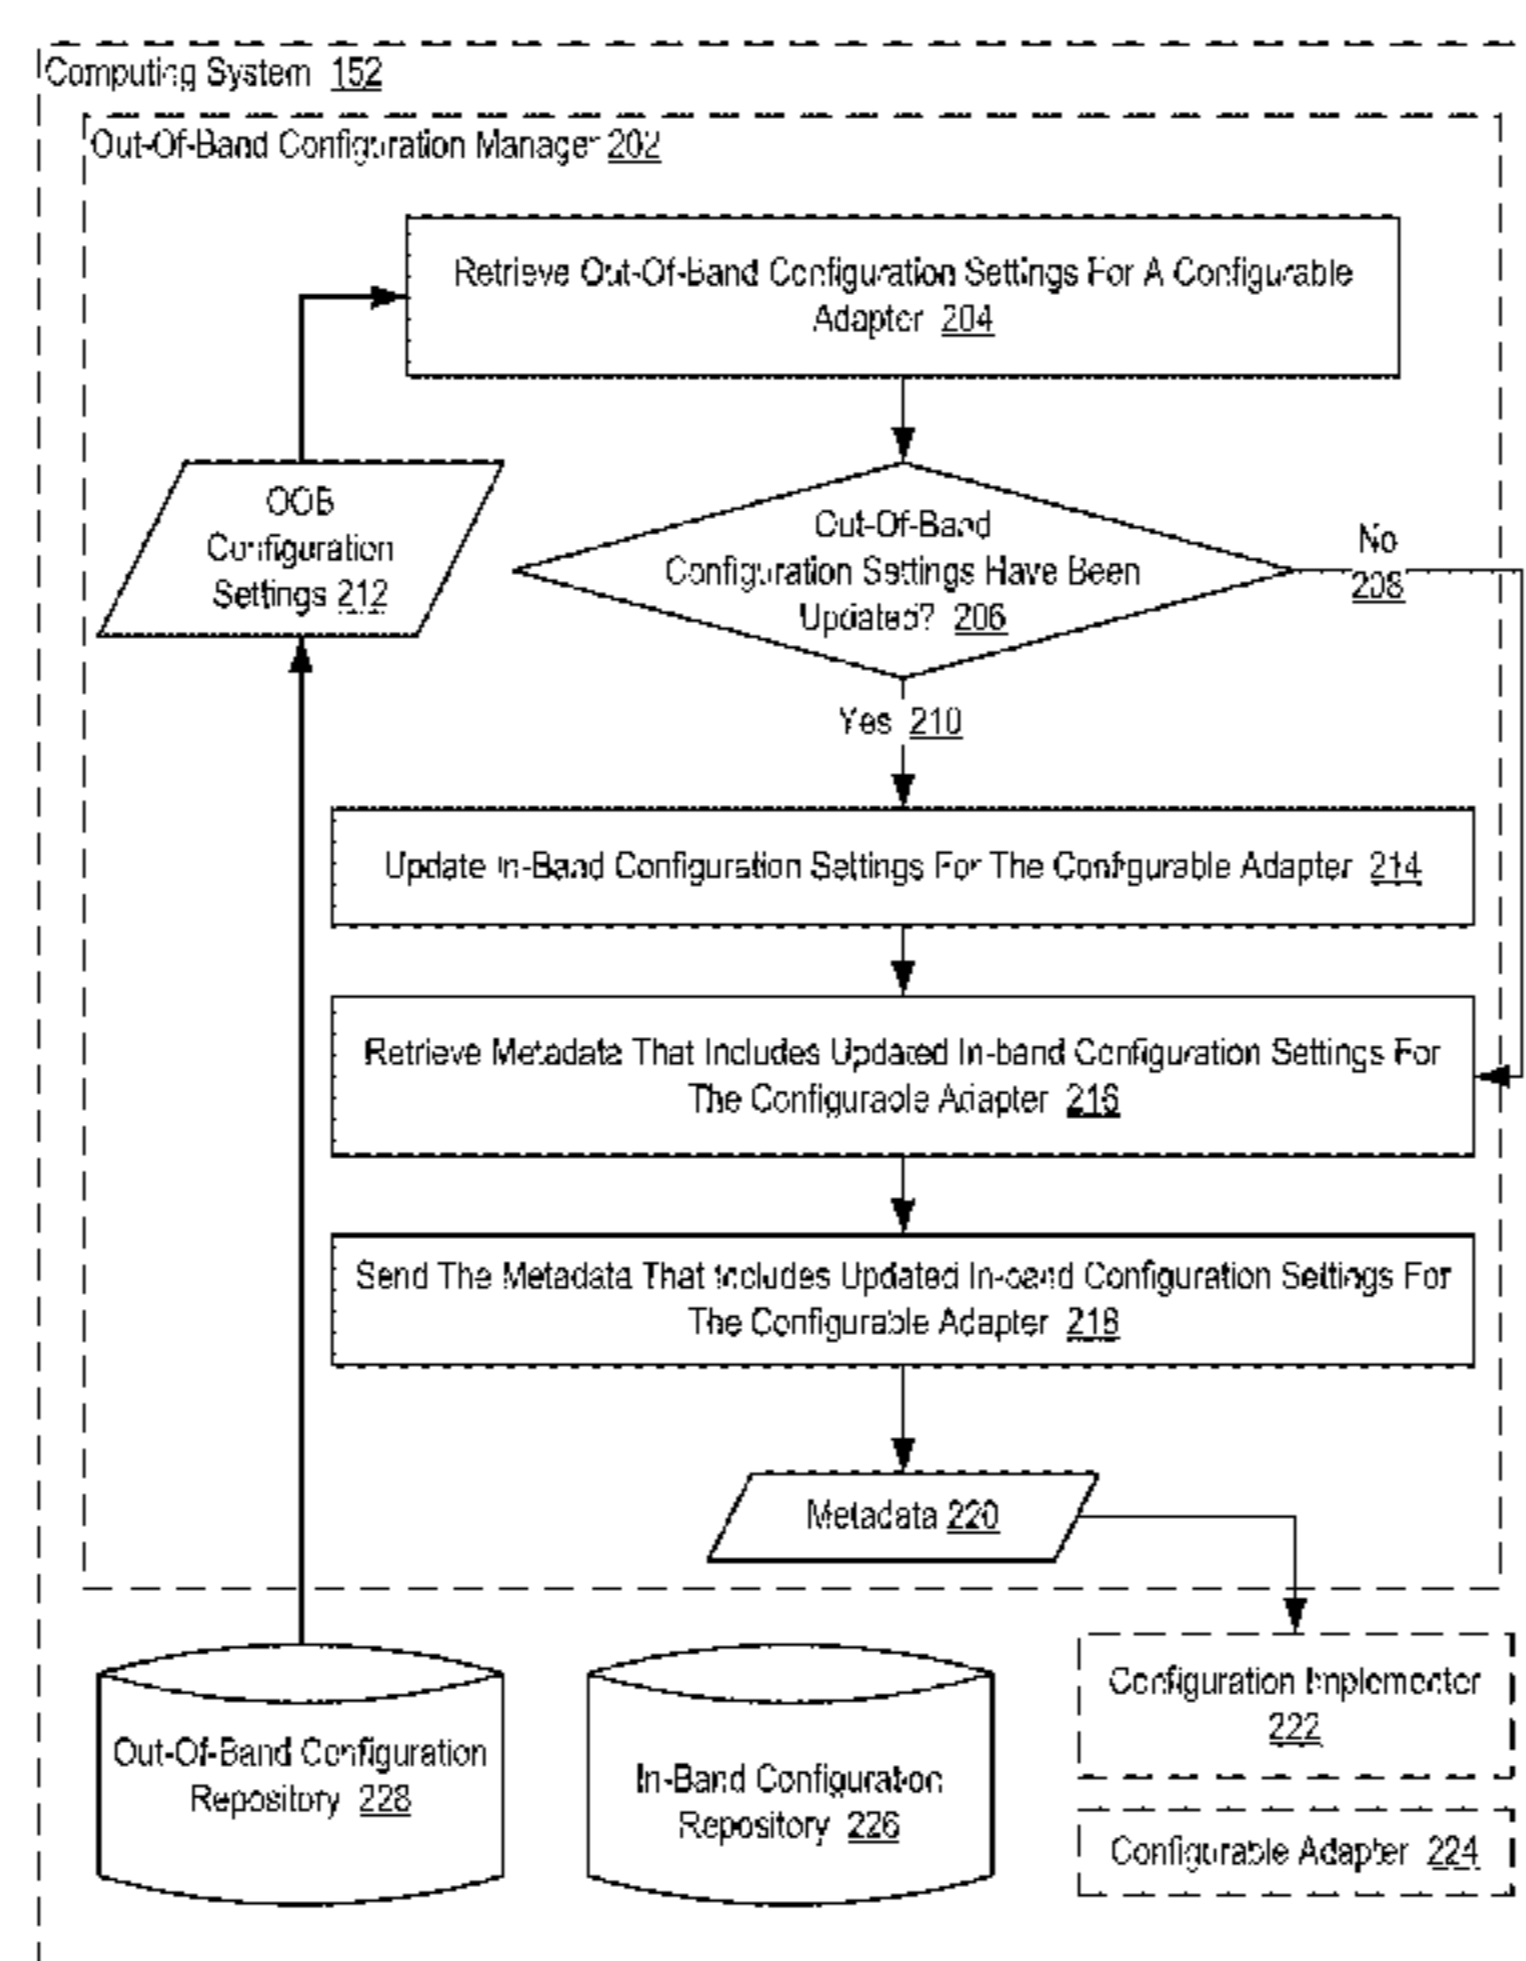 Computing System 152
Out-Of-Band Configuration Manager 202
Retrieve Out-Of-Band Configuration Settings For A Configurable
Adapter 204
OOB
Configuration
Settings 212
Out-Of-Band
Configuration Settings Have Been
Updated? 206
No
208
Yes 210
Update In-Band Configuration Settings For The Configurable Adapter 214
Retrieve Metadata That Includes Updated In-band Configuration Settings For
The Configurable Adapter 216
Send The Metadata That Includes Updated In-band Configuration Settings For
The Configurable Adapter 218
Metadata 220
Out-Of-Band Configuration
Repository 228
In-Band Configuration
Repository 226
Configuration Implementer
222
Configurable Adapter 224